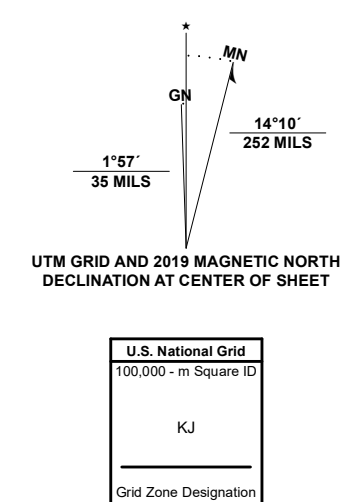 ★
MN
GN
14°10´
252 MILS
1°57´
35 MILS
UTM GRID AND 2019 MAGNETIC NORTH
DECLINATION AT CENTER OF SHEET
U.S. National Grid
100,000 - m Square ID
KJ
Grid Zone Designation